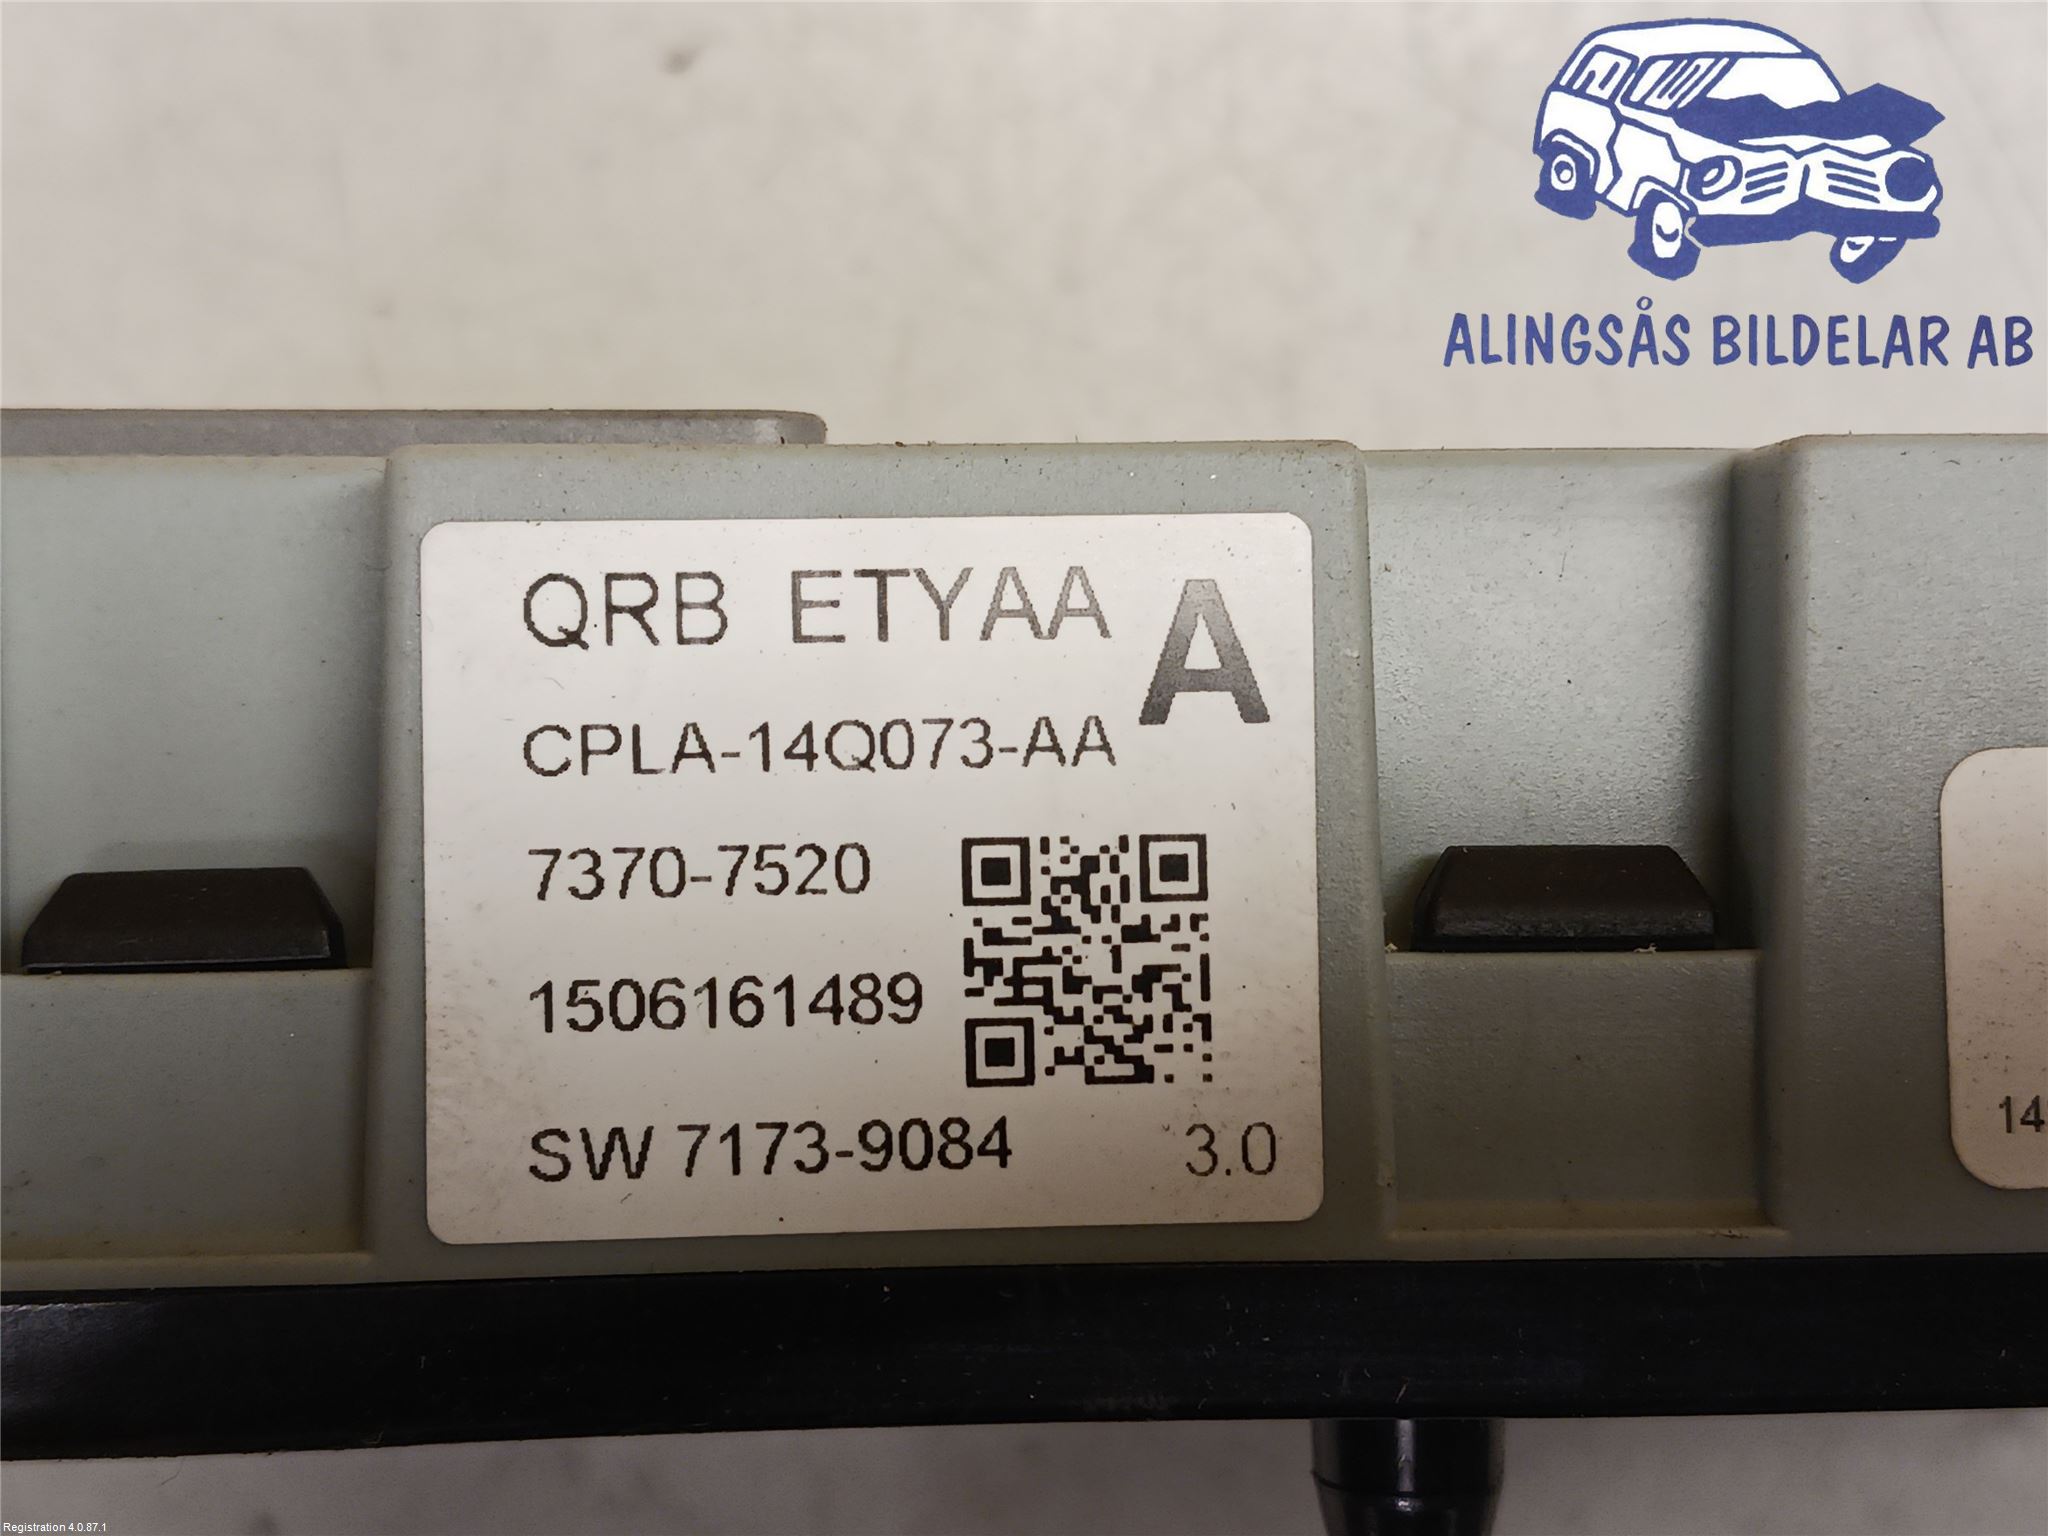 ALINGSÅS BILDELAR AB
QRB ETYAA A
CPLA-14Q073-AA
7370-7520
1506161489
SW 7173-9084 3.0
Registration 4.0.87.1